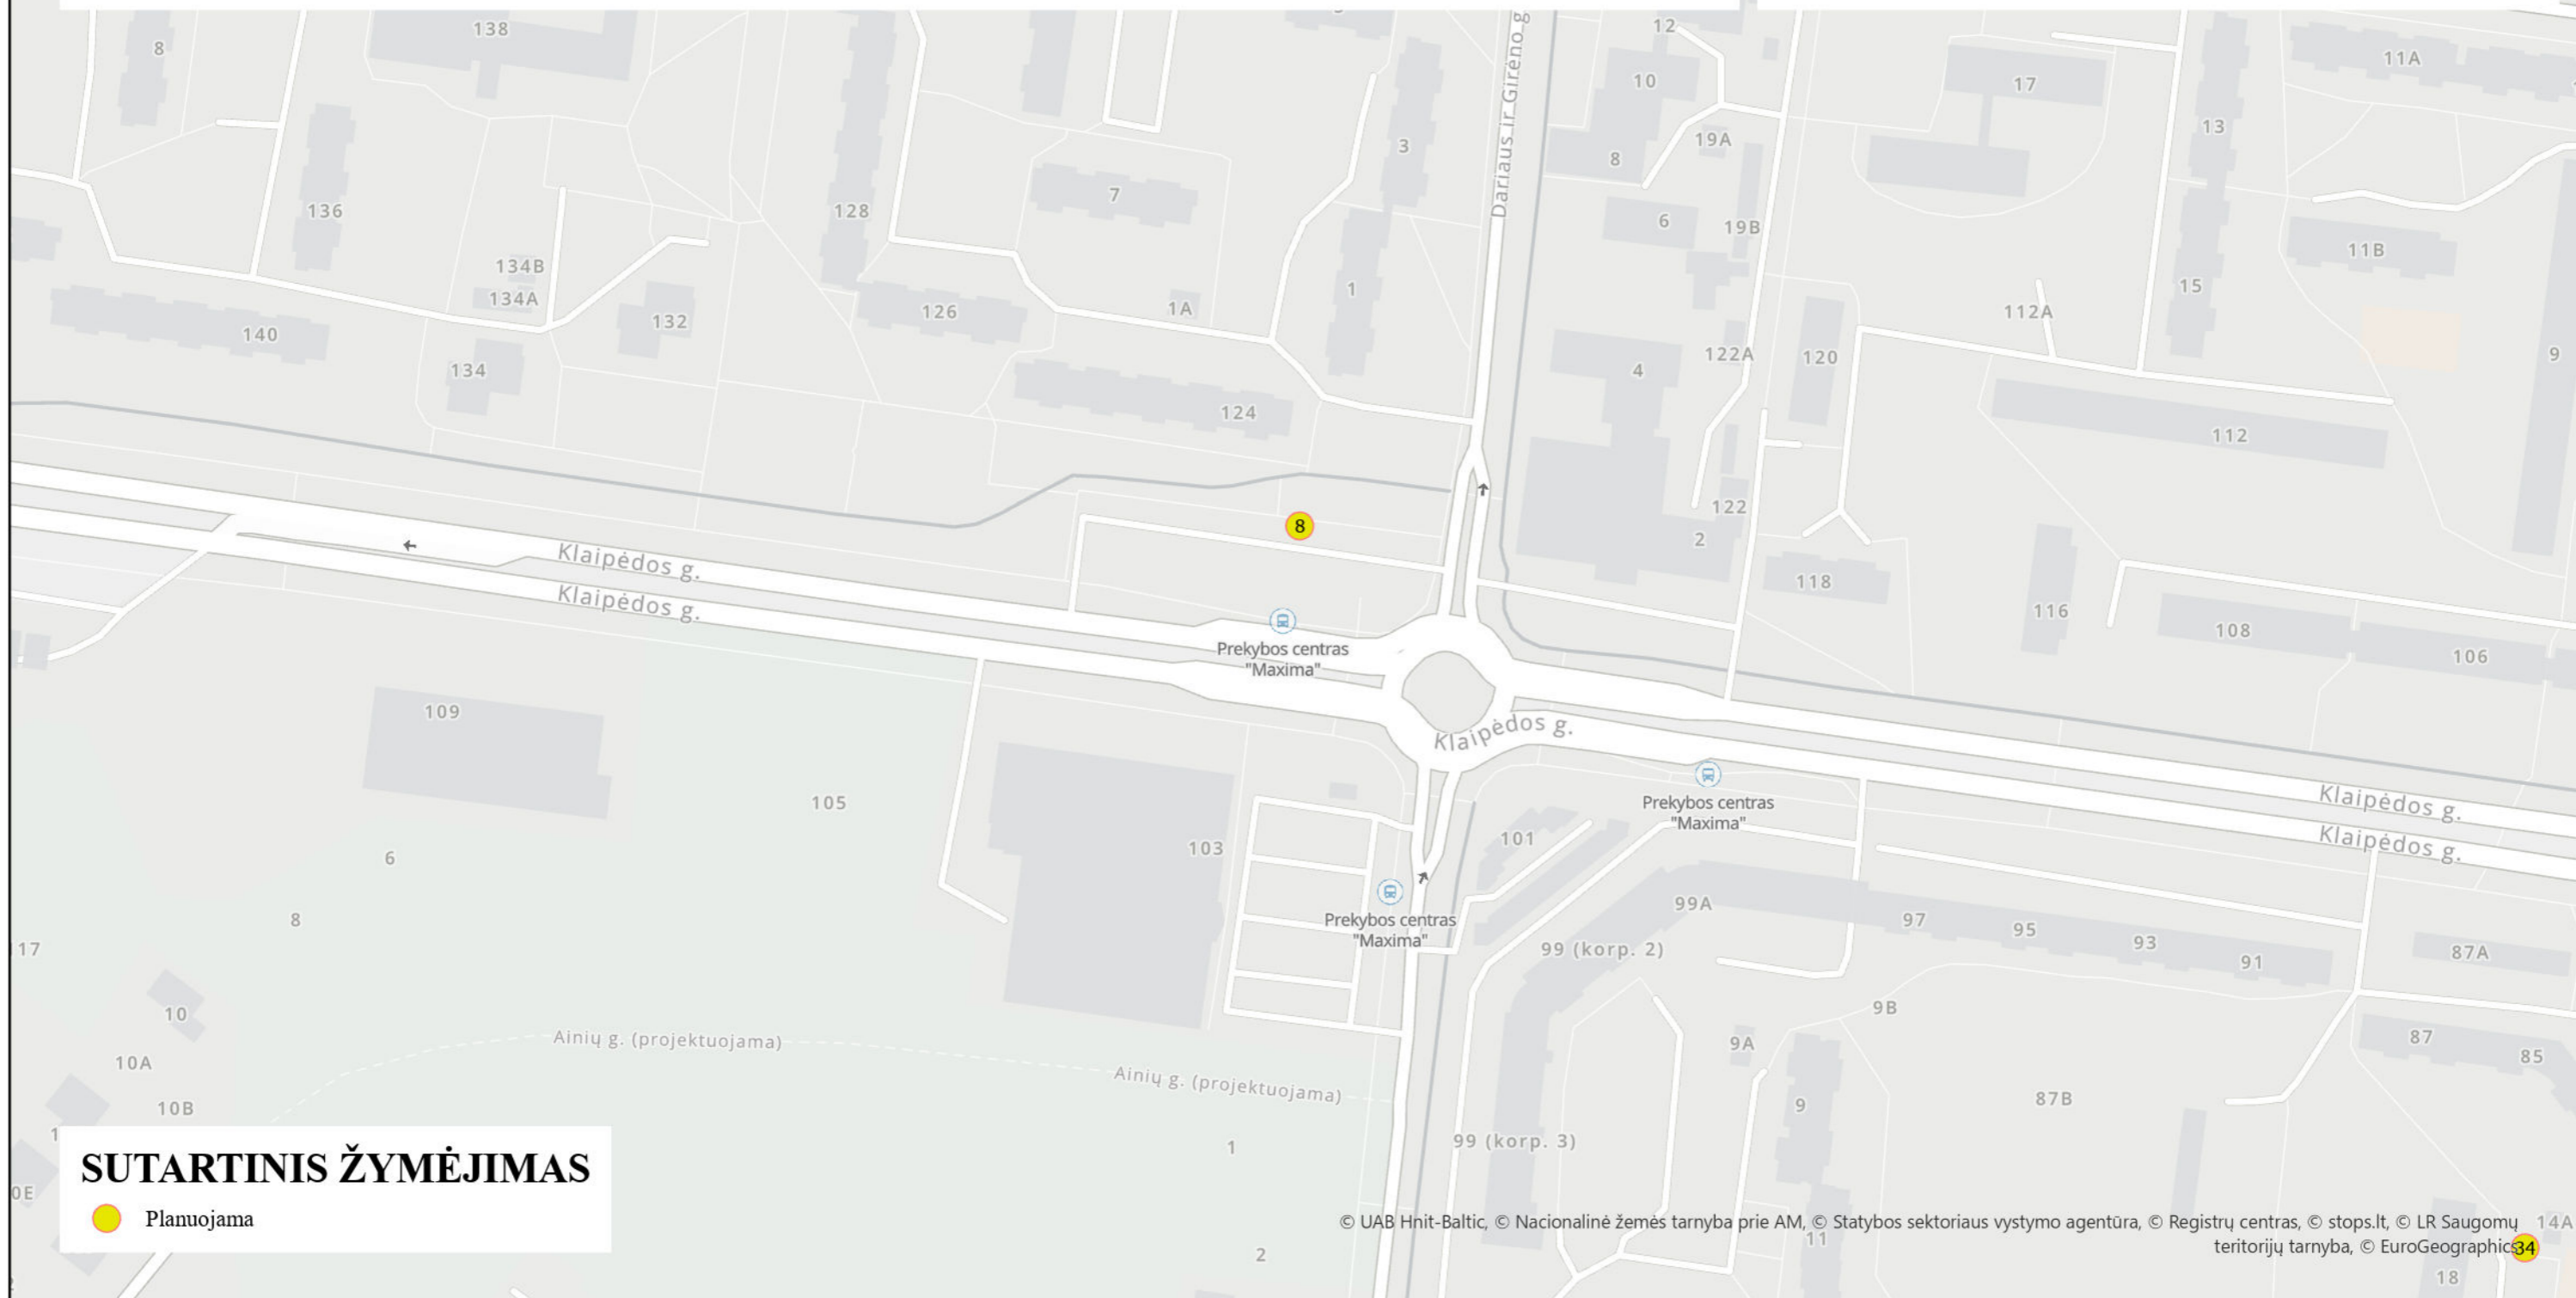 138
12
8
10
17
11A
13
3
19A
8
7
136
128
Dariaus ir Girėno g.
6
19B
11B
134B
134A
1
15
126
1A
112A
132
140
122A
120
9
134
4
124
112
122
8
2
Klaipėdos g.
118
Klaipėdos g.
116
108
Prekybos centras
"Maxima"
106
109
Klaipėdos g.
105
Prekybos centras
"Maxima"
Klaipėdos g.
Klaipėdos g.
101
103
6
99A
8
Prekybos centras
"Maxima"
97
95
93
91
87A
17
99 (korp. 2)
10
9B
Ainių g. (projektuojama)
9A
87
85
10A
Ainių g. (projektuojama)
10B
9
87B
1
99 (korp. 3)
SUTARTINIS ŽYMĖJIMAS
0E
Planuojama
© UAB Hnit-Baltic, © Nacionalinė žemės tarnyba prie AM, © Statybos sektoriaus vystymo agentūra, © Registrų centras, © stops.lt, © LR Saugomų
teritorijų tarnyba, © EuroGeographics
14A
11
34
2
18